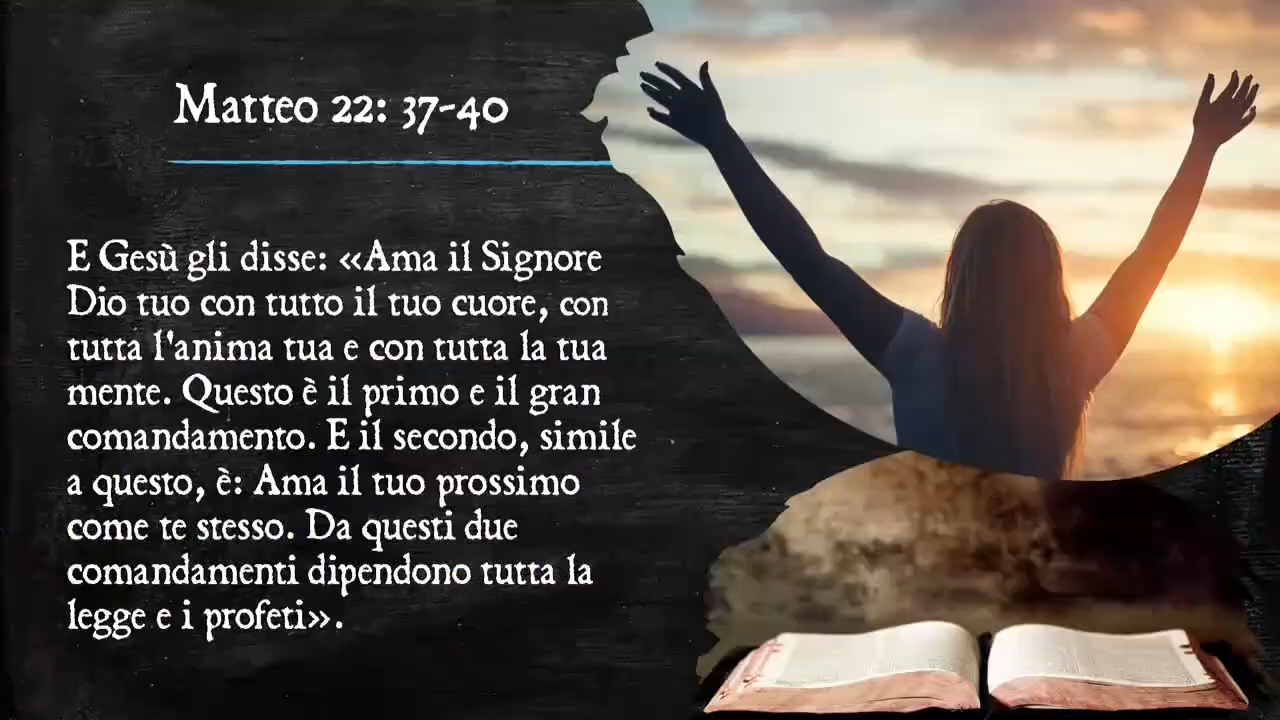 Matteo 22: 37-40
E Gesù gli disse: «Ama il Signore
Dio tuo con tutto il tuo cuore, con
tutta l'anima tua e con tutta la tua
mente. Questo è il primo e il gran
comandamento. E il secondo, simile
a questo, è: Ama il tuo prossimo
come te stesso. Da questi due
comandamenti dipendono tutta la
legge e i profeti».